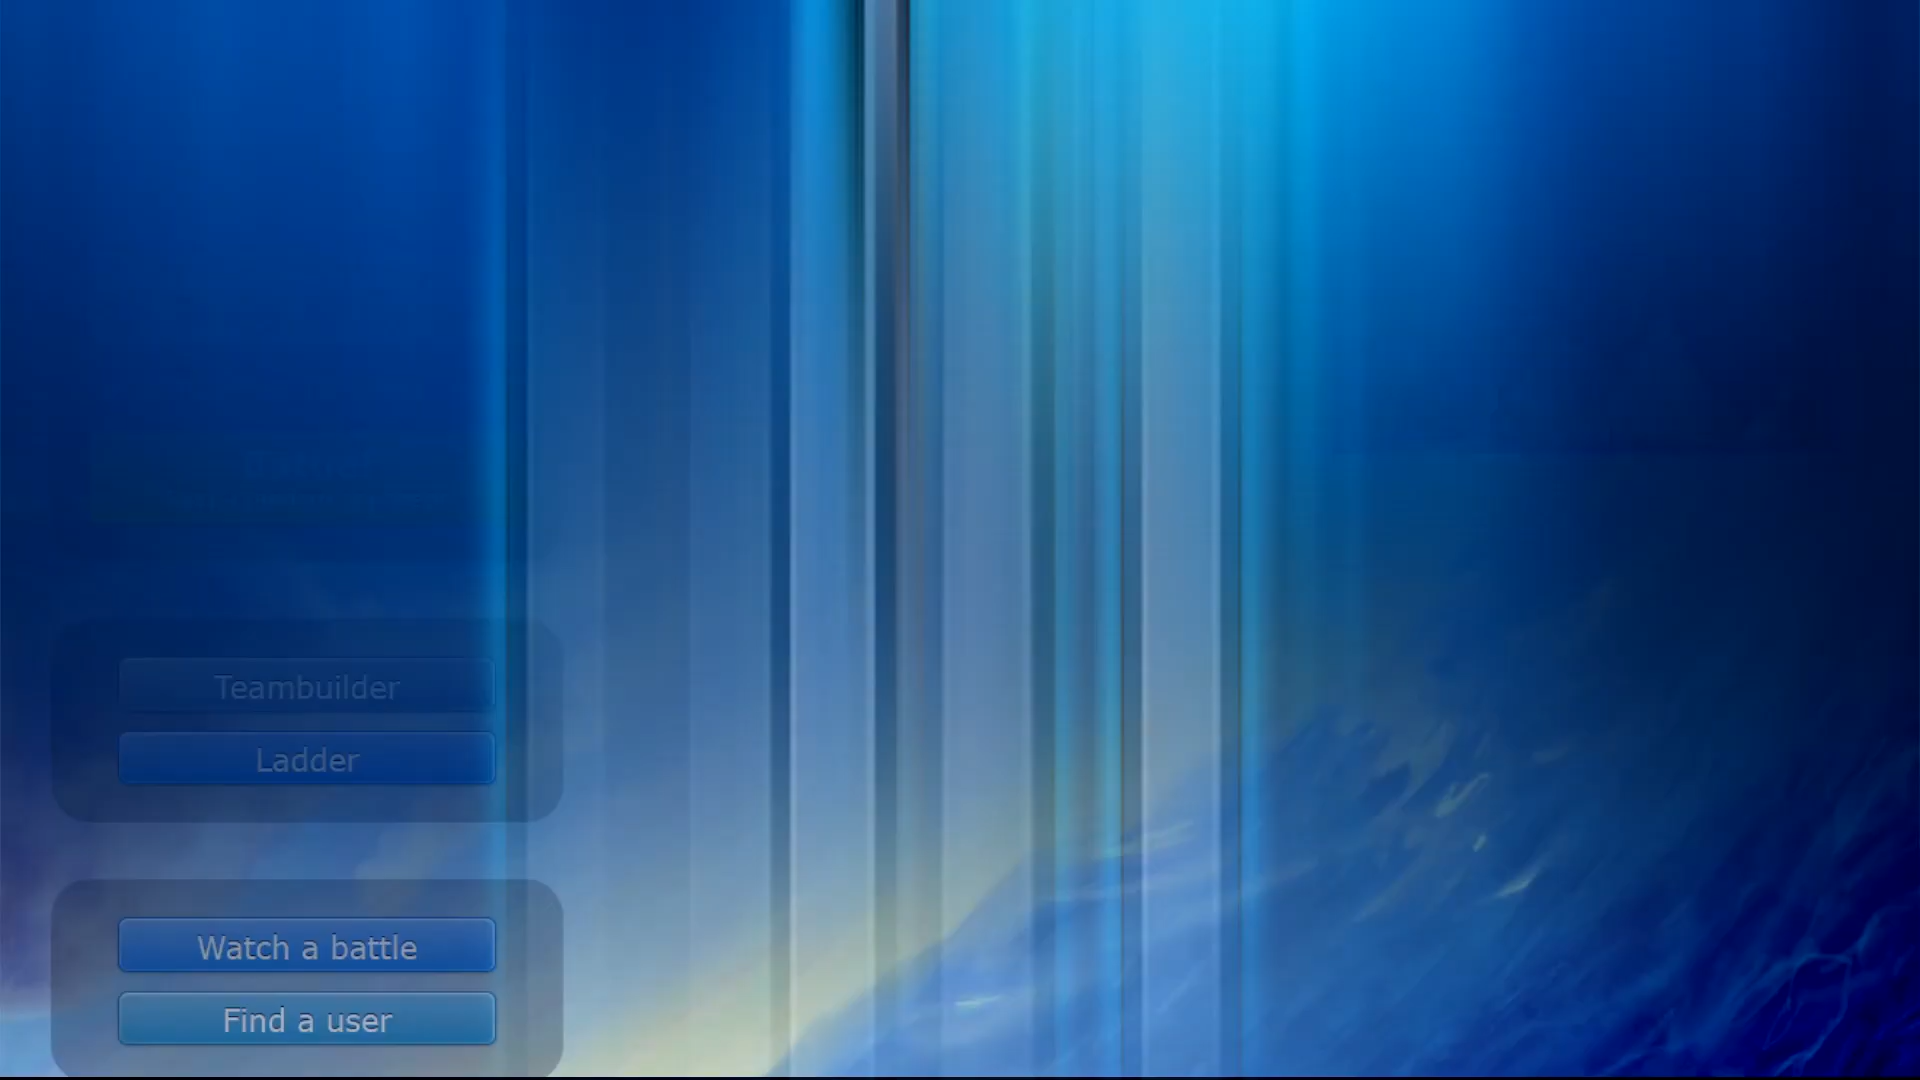 Teambuilder
Ladder
Watch a battle
Find a user